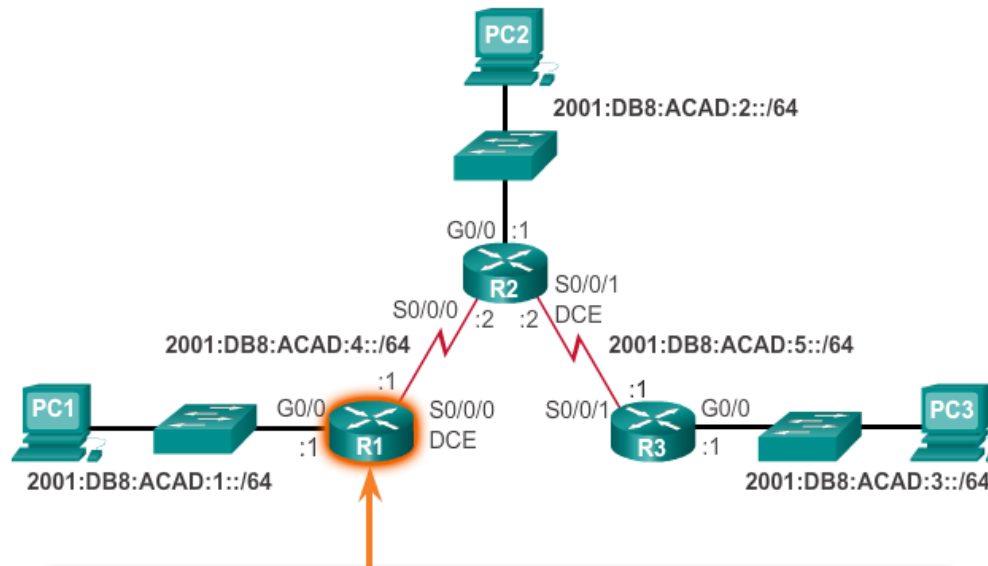 PC2
2001:DB8:ACAD:2::/64
G0/0 :1
R2
S0/0/1
S0/0/0
DCE
:2 :2
2001:DB8:ACAD:4::/64
2001:DB8:ACAD:5::/64
:1
:1
PC1
G0/0
S0/0/0
S0/0/1
G0/0
PC3
:1
R1
DCE
R3
:1
2001:DB8:ACAD:1::/64
2001:DB8:ACAD:3::/64